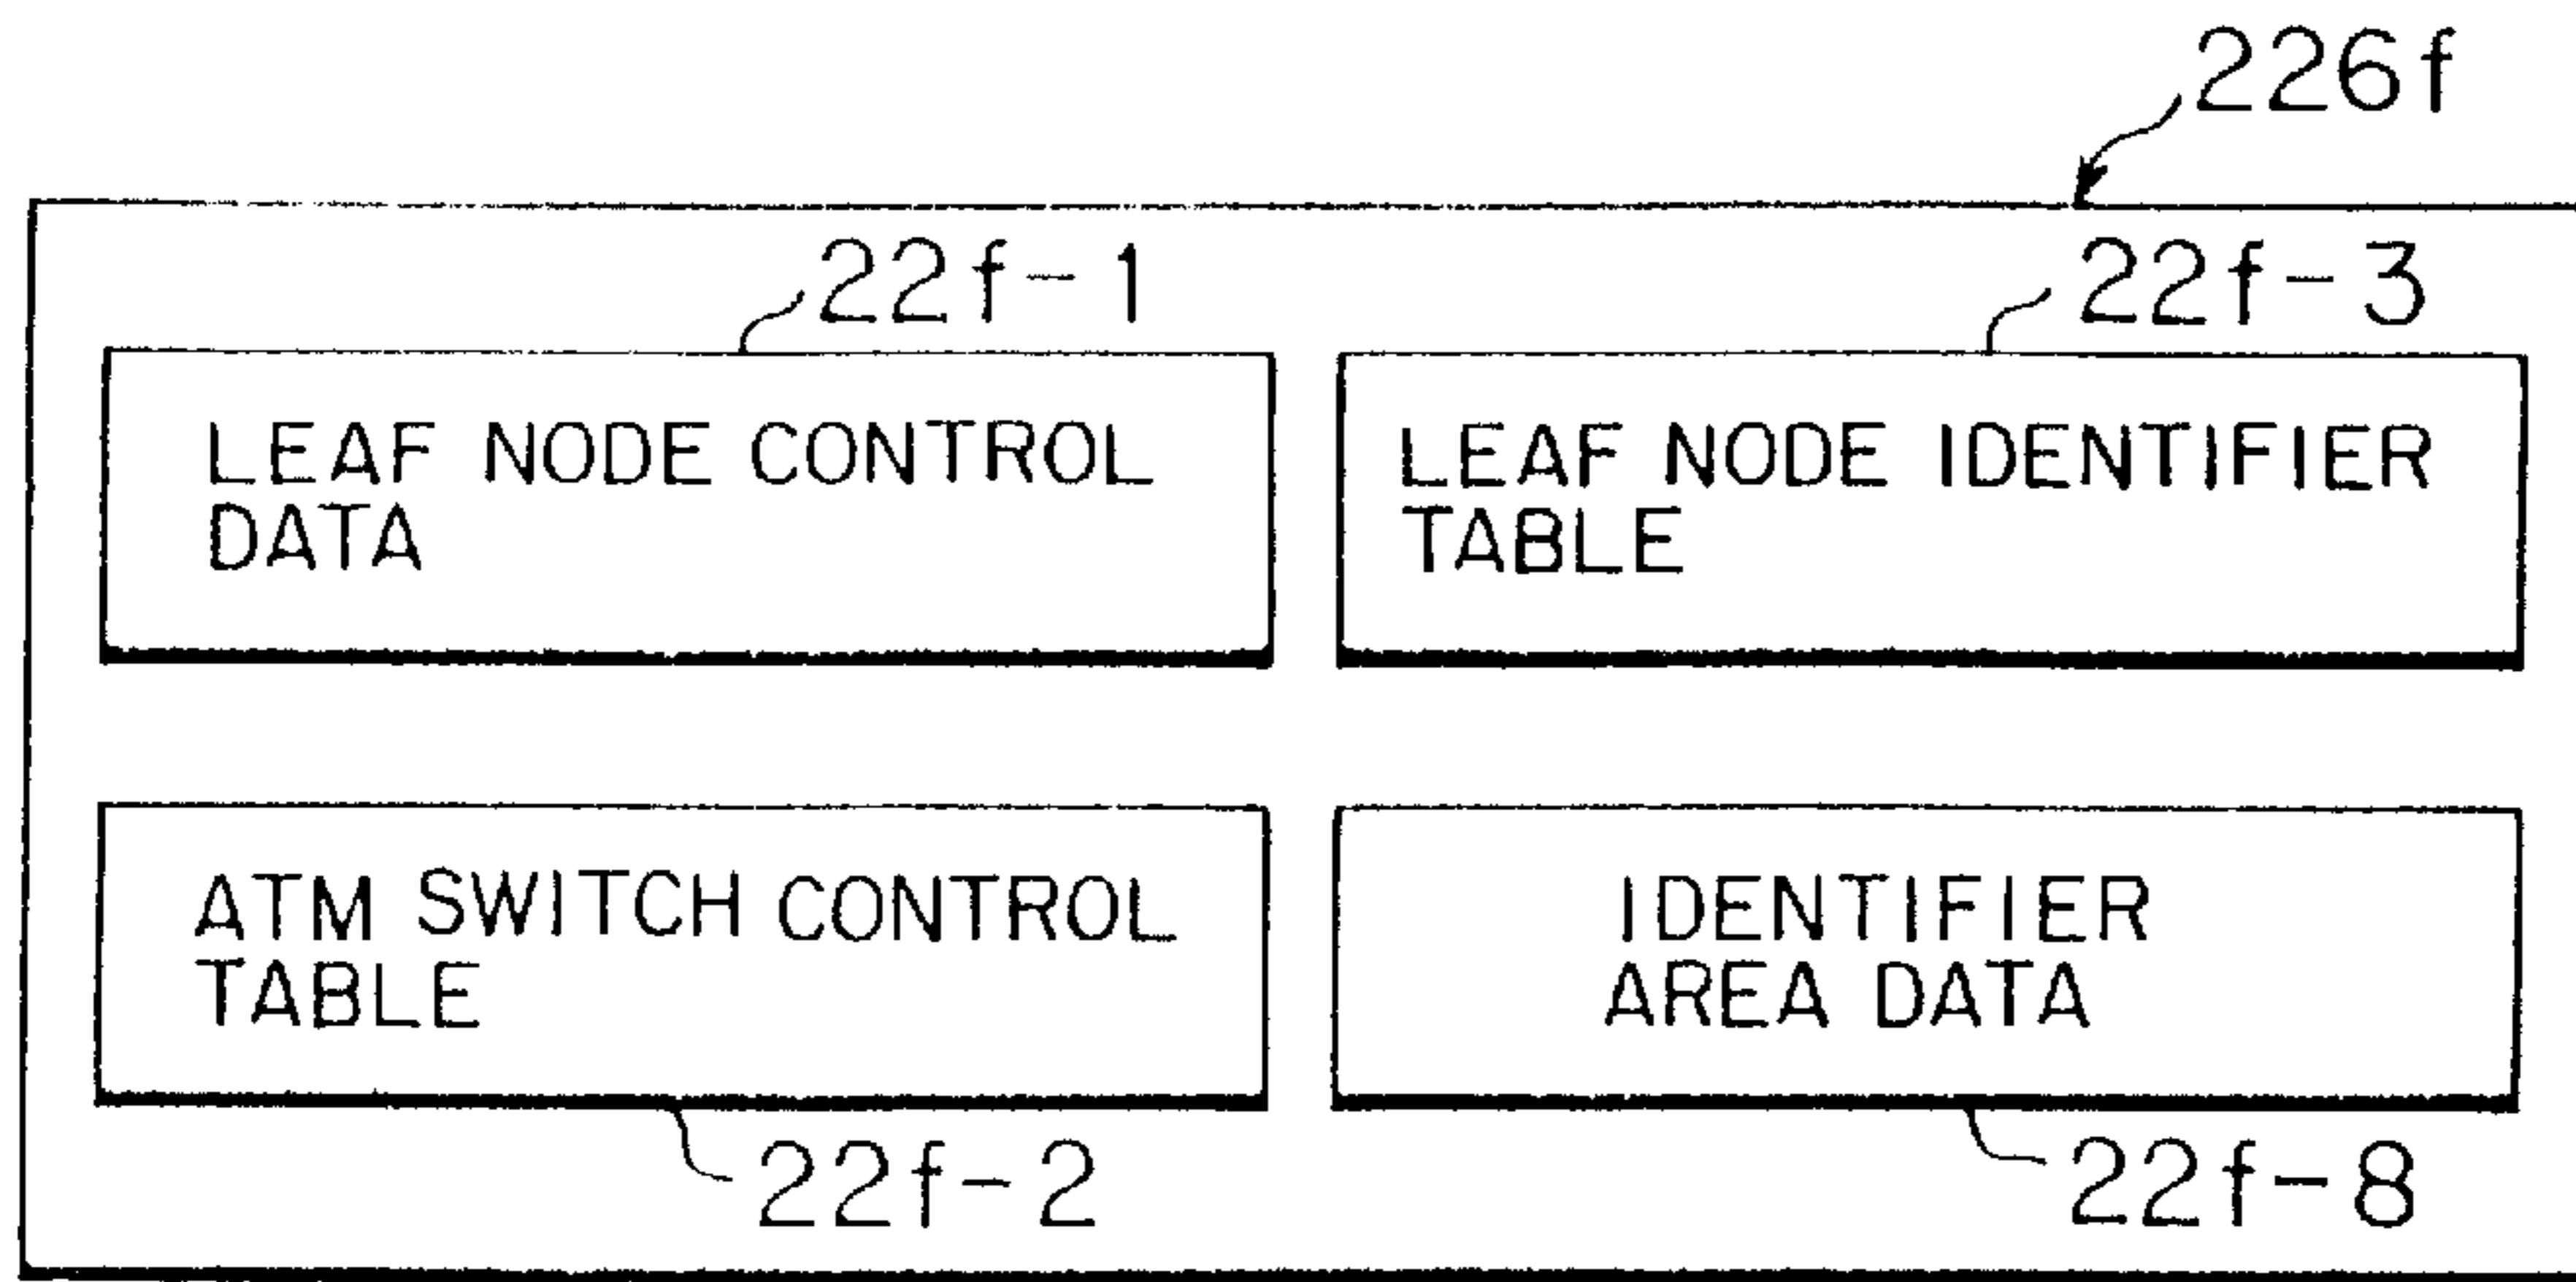 226f
22f-1
22f-3
LEAF NODE CONTROL
DATA
LEAF NODE IDENTIFIER
TABLE
ATM SWITCH CONTROL
TABLE
IDENTIFIER
AREA DATA
22f-2
22f-8